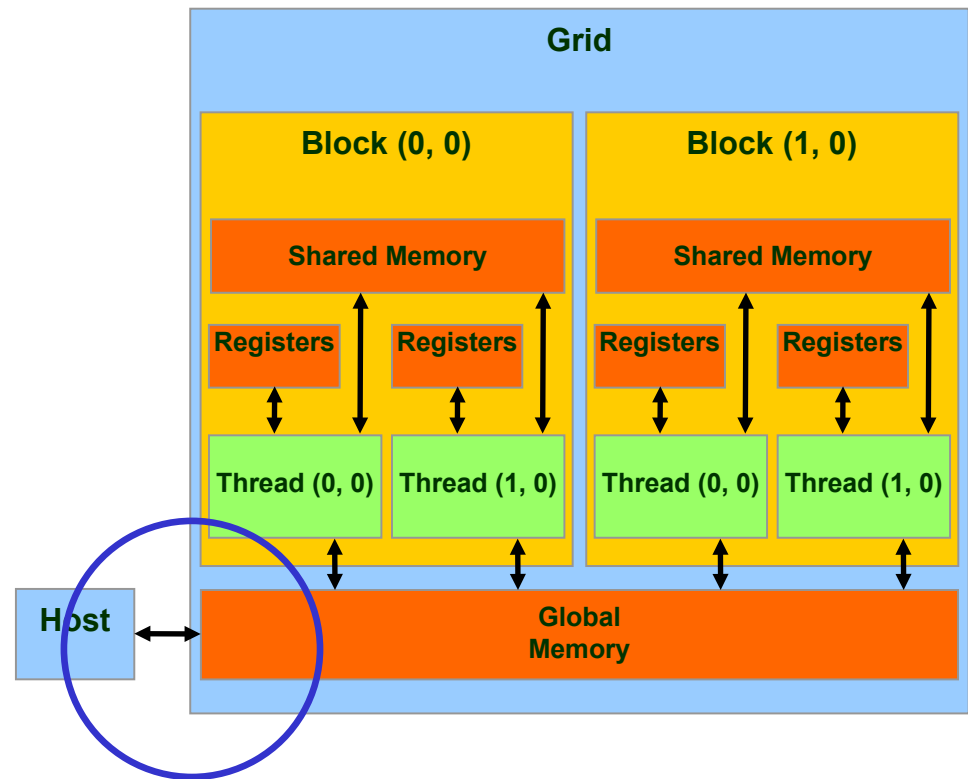 Grid
Block (0, 0)
Block (1, 0)
Shared Memory
Shared Memory
Registers
Registers
Registers
Registers
Thread (0, 0)
Thread (1, 0)
Thread (0, 0)
Thread (1, 0)
Host
Global
Memory